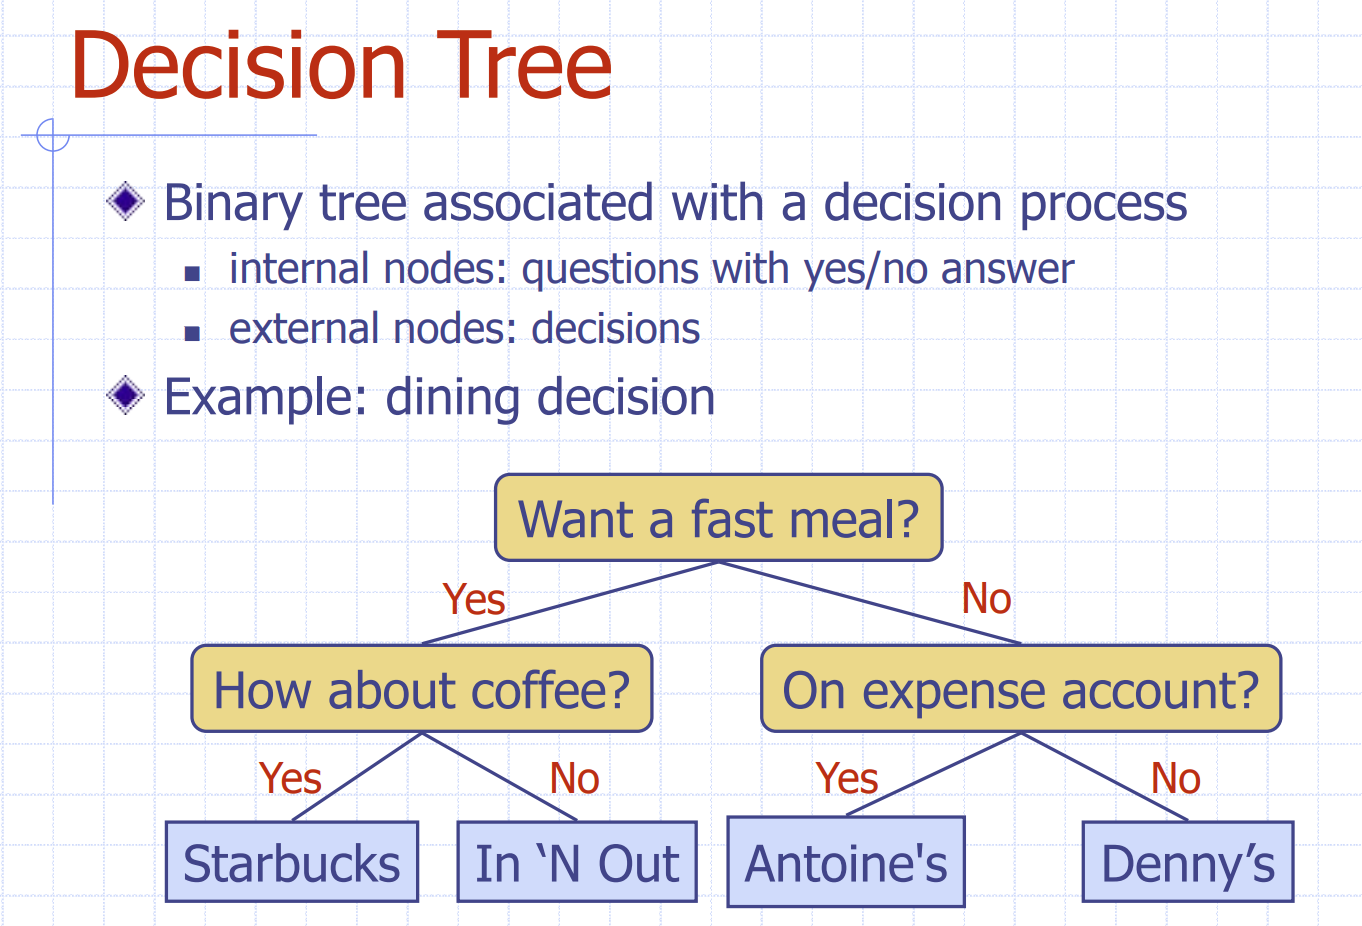 Decision Tree
Binary tree associated with a decision process
internal nodes: questions with yes/no answer
external nodes: decisions
Example: dining decision
Want a fast meal?
Yes No
How about coffee? On expense account?
Yes No Yes No
Starbucks In ‘N Out Antoine's Denny’s